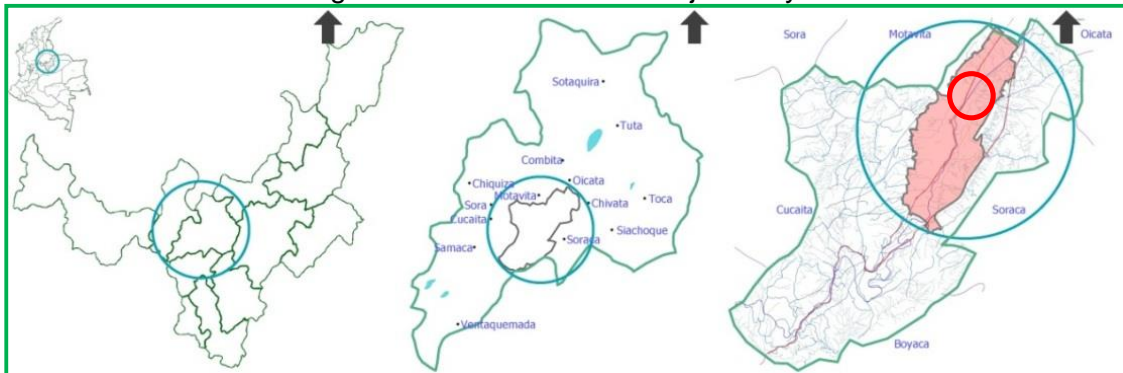 Sotaquira
Tuta
Combita
Oicata
Chiquiza
Motavita
Chivata
Toca
Sora
Cucaita
Soraca
Siachoque
Samaca
Ventaquemada
Sora
Motavita
Oicata
Cucaita
Soraca
Boyaca